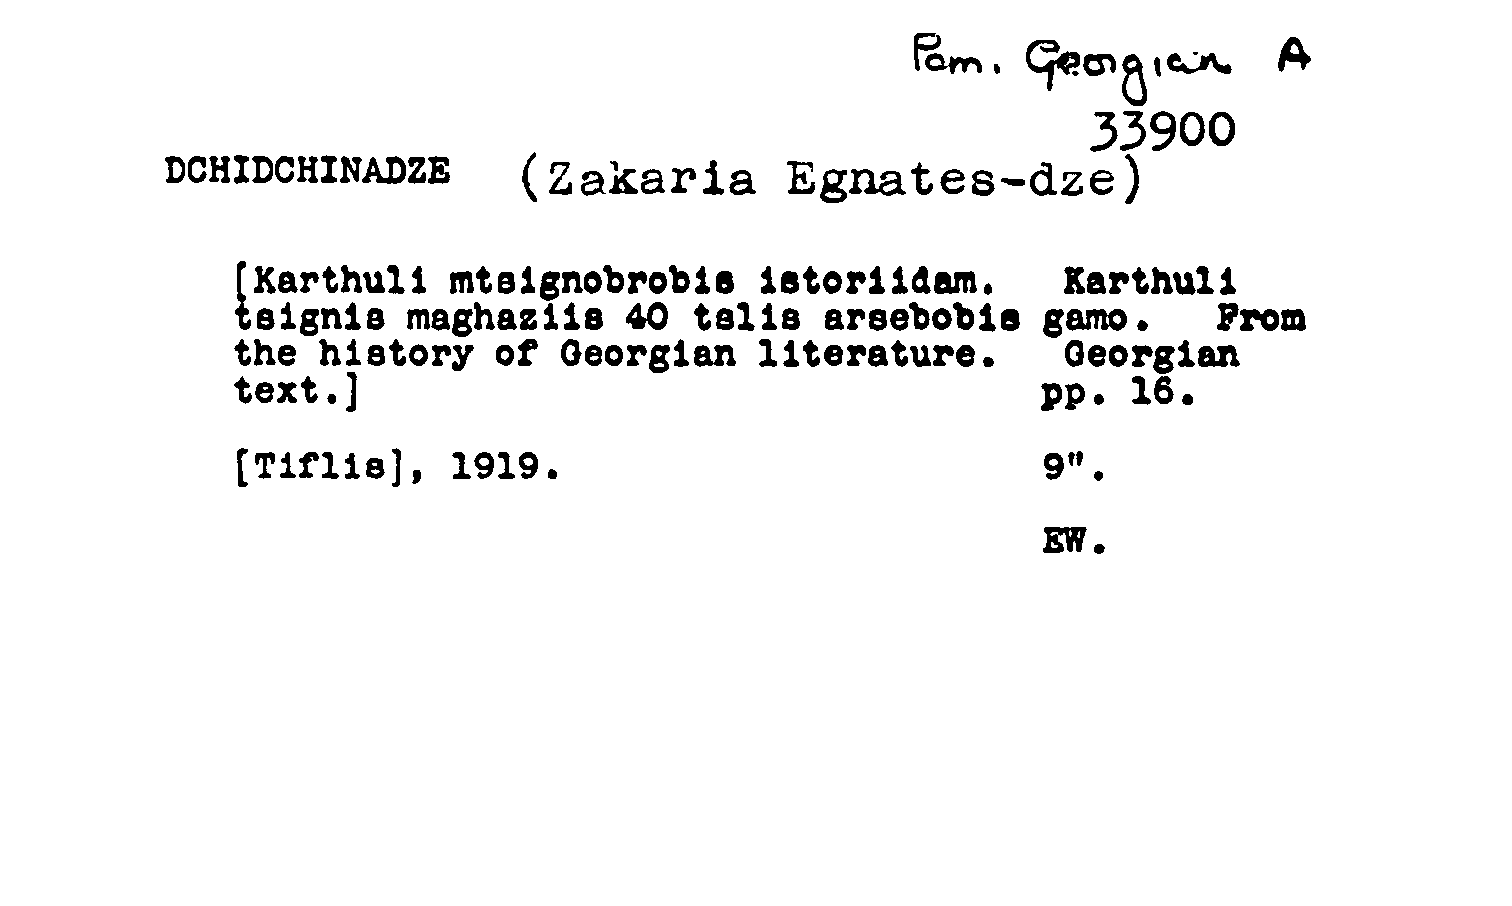 Pam. Georgian A
33900
DCHIDCHINADZE (Zakaria Egnates-dze)
[Karthuli mtsignobrobis istoriidam. Karthuli
tsignis maghaziis 40 tslis arsebobis gamo. From
the history of Georgian literature. Georgian
text.] pp. 16.
[Tiflis], 1919. 9".
EW.